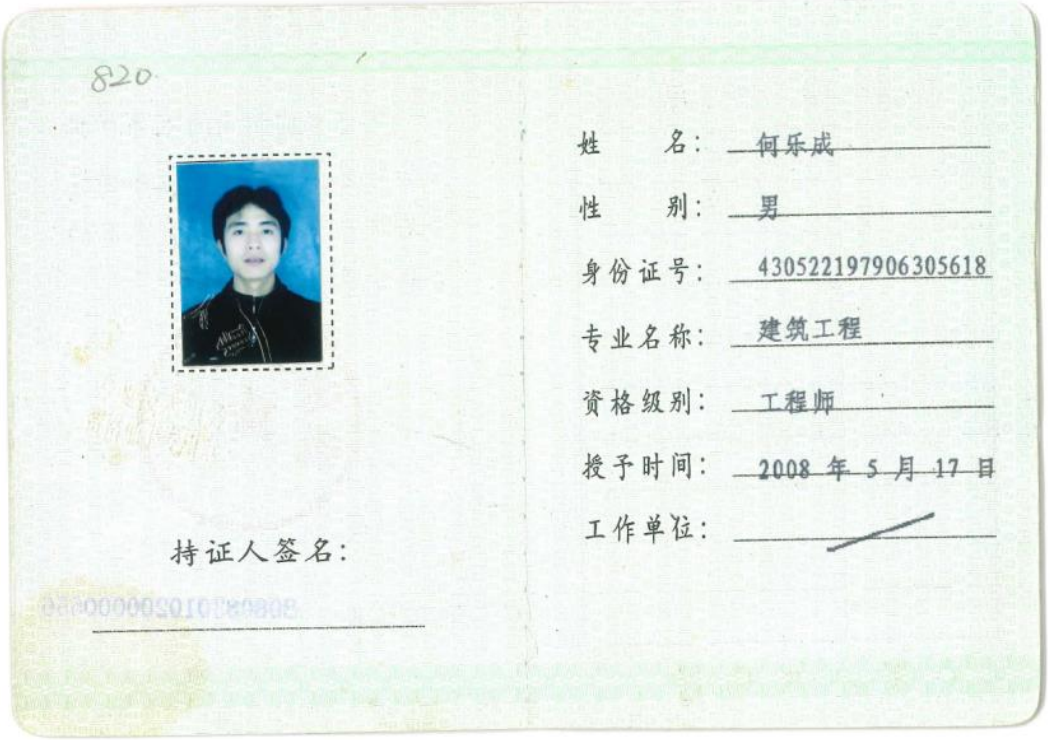 820
持证人签名：
姓名：何乐成
性别：男
身份证号：430522197906305618
专业名称：建筑工程
资格级别：工程师
授予时间：2008 年 5 月 17 日
工作单位：